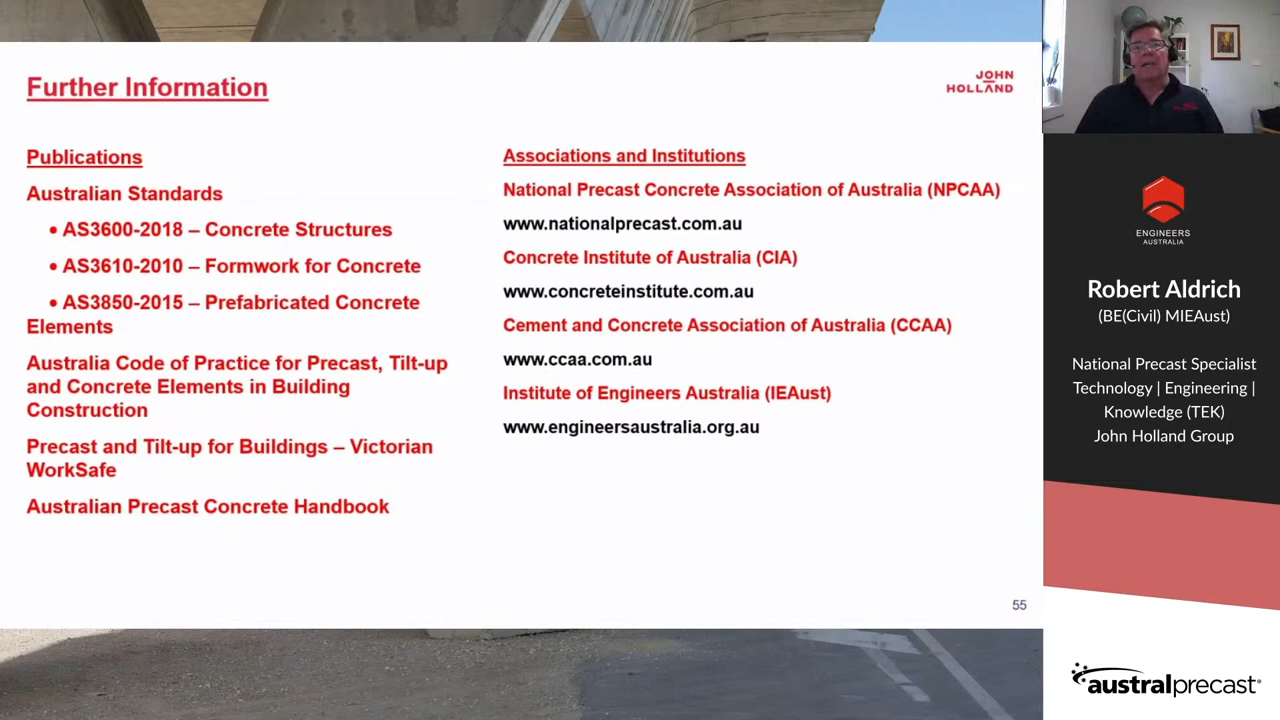 Further Information
JOHN
HOLLAND
Publications
Australian Standards
• AS3600-2018 – Concrete Structures
• AS3610-2010 – Formwork for Concrete
• AS3850-2015 – Prefabricated Concrete
Elements
Australia Code of Practice for Precast, Tilt-up
and Concrete Elements in Building
Construction
Precast and Tilt-up for Buildings – Victorian
WorkSafe
Australian Precast Concrete Handbook
Associations and Institutions
National Precast Concrete Association of Australia (NPCAA)
www.nationalprecast.com.au
Concrete Institute of Australia (CIA)
www.concreteinstitute.com.au
Cement and Concrete Association of Australia (CCAA)
www.ccaa.com.au
Institute of Engineers Australia (IEAust)
www.engineersaustralia.org.au
55
ENGINEERS
AUSTRALIA
Robert Aldrich
(BE(Civil) MIEAust)
National Precast Specialist
Technology | Engineering |
Knowledge (TEK)
John Holland Group
australprecast®